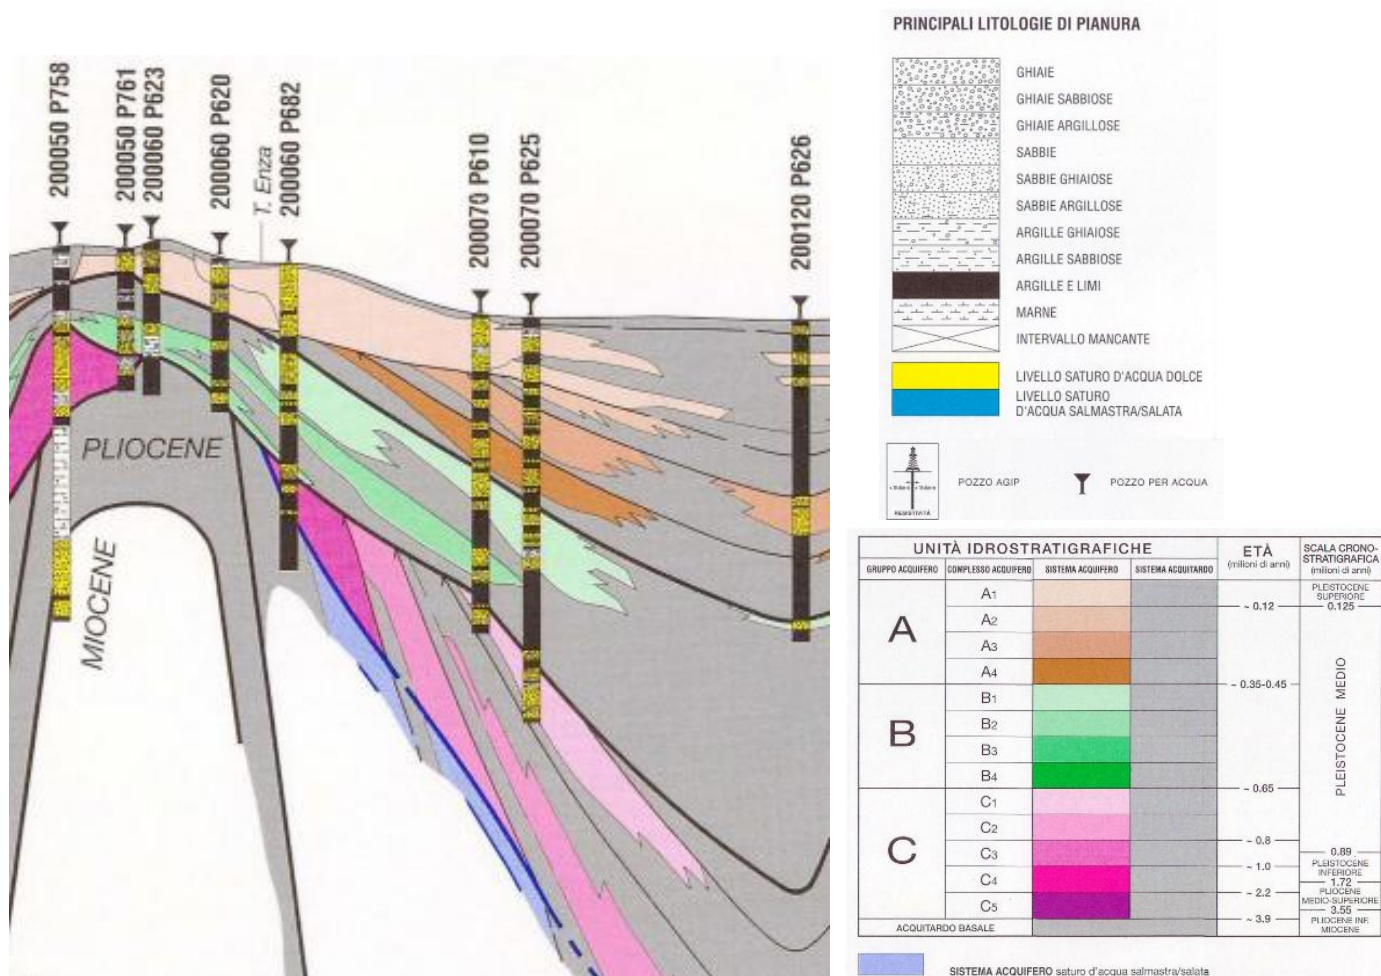 200050 P758
200050 P761
200060 P623
200060 P620
T. Enza
200060 P682
200070 P610
200070 P625
200120 P626
PLIOCENE
MIOCENE
PRINCIPALI LITOLOGIE DI PIANURA
GHIAIE
GHIAIE SABBIOSE
GHIAIE ARGILLOSE
SABBIE
SABBIE GHIAIOSE
SABBIE ARGILLOSE
ARGILLE GHIAIOSE
ARGILLE SABBIOSE
ARGILLE E LIMI
MARNE
INTERVALLO MANCANTE
LIVELLO SATURO D'ACQUA DOLCE
LIVELLO SATURO
D'ACQUA SALMASTRA/SALATA
RESISTIVITÀ
POZZO AGIP
POZZO PER ACQUA
UNITÀ IDROSTRATIGRAFICHE
ETÀ
(milioni di anni)
SCALA CRONO-
STRATIGRAFICA
(milioni di anni)
GRUPPO ACQUIFERO COMPLESSO ACQUIFERO SISTEMA ACQUIFERO SISTEMA ACQUITARDO
A
A1
A2
A3
A4
B
B1
B2
B3
B4
C
C1
C2
C3
C4
C5
ACQUITARDO BASALE
~ 0.12
~ 0.35-0.45
~ 0.65
~ 0.8
~ 1.0
~ 2.2
~ 3.9
PLEISTOCENE
SUPERIORE
0.125
PLEISTOCENE MEDIO
0.89
PLEISTOCENE
INFERIORE
1.72
PLIOCENE
MEDIO-SUPERIORE
3.55
PLIOCENE INF.
MIOCENE
SISTEMA ACQUIFERO saturo d'acqua salmastra/salata